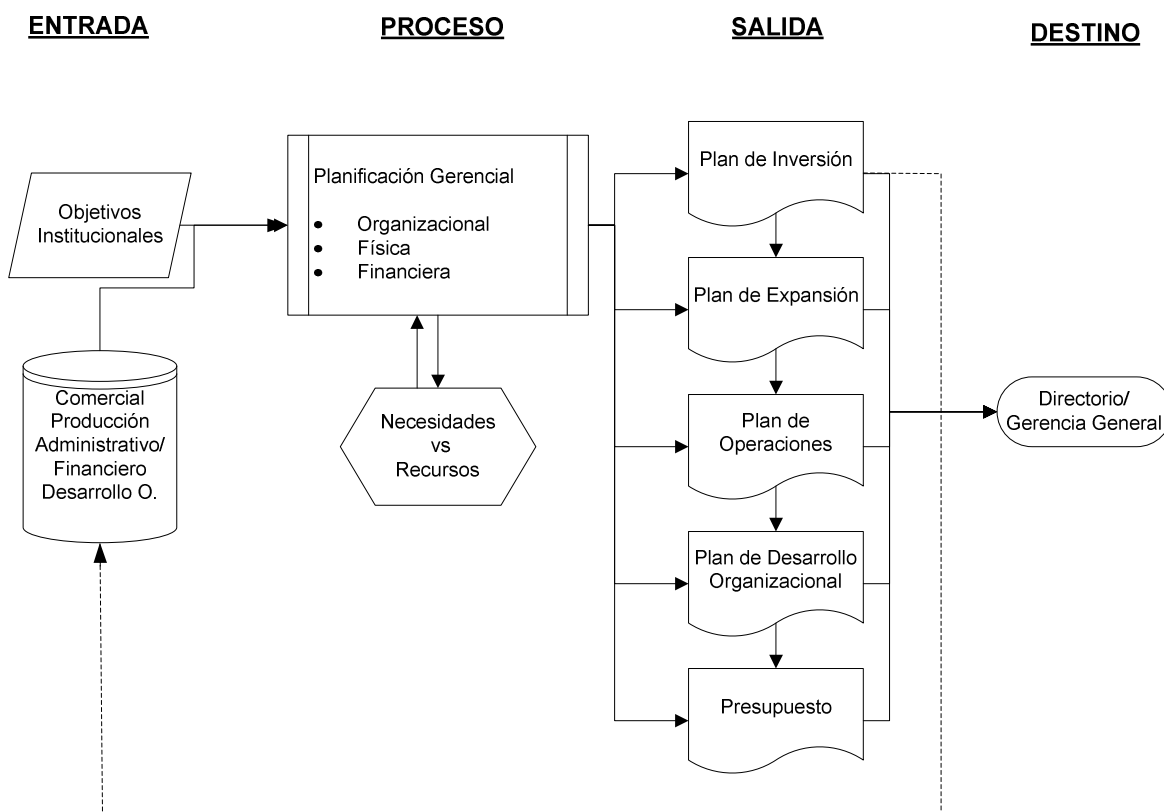 ENTRADA
PROCESO
SALIDA
DESTINO
Objetivos
Institucionales
Comercial
Producción
Administrativo/
Financiero
Desarrollo O.
Planificación Gerencial
• Organizacional
• Física
• Financiera
Necesidades
vs
Recursos
Plan de Inversión
Plan de Expansión
Plan de
Operaciones
Plan de Desarrollo
Organizacional
Presupuesto
Directorio/
Gerencia General